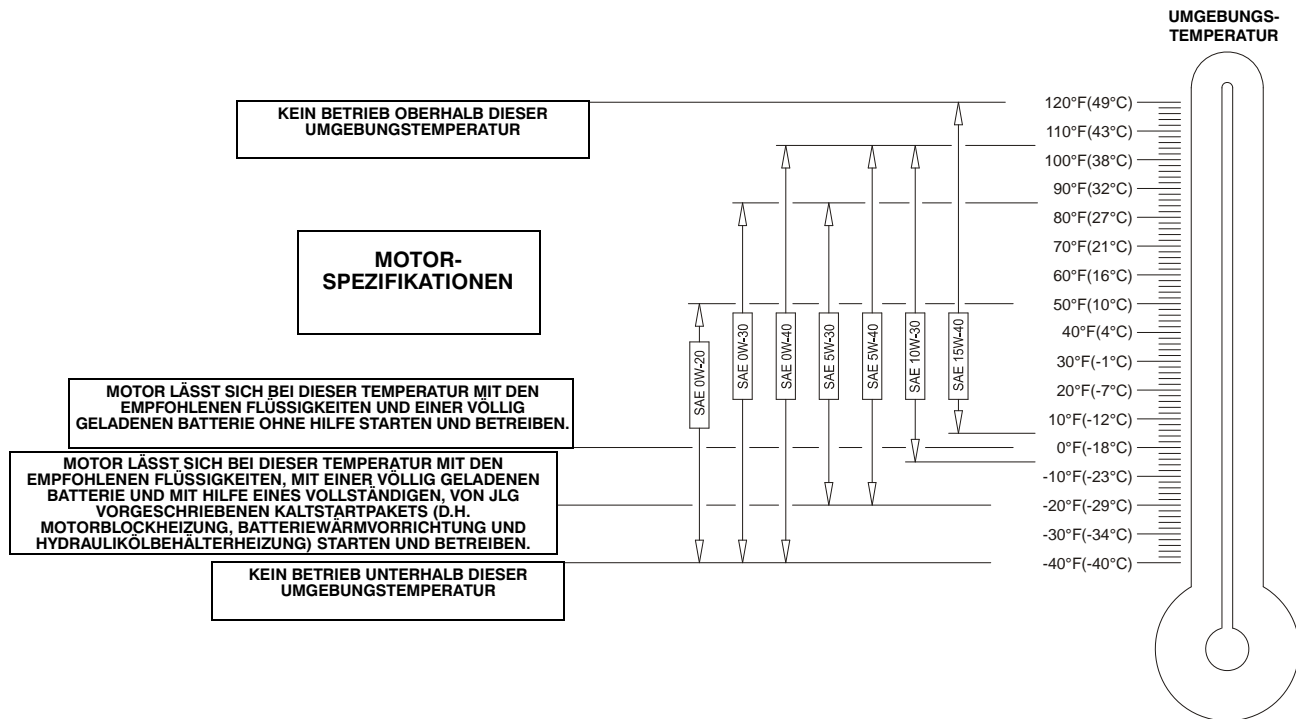 UMGEBUNGS-
TEMPERATUR
KEIN BETRIEB OBERHALB DIESER
UMGEBUNGSTEMPERATUR
120°F(49°C)
110°F(43°C)
100°F(38°C)
90°F(32°C)
80°F(27°C)
70°F(21°C)
60°F(16°C)
50°F(10°C)
40°F(4°C)
30°F(-1°C)
20°F(-7°C)
10°F(-12°C)
0°F(-18°C)
-10°F(-23°C)
-20°F(-29°C)
-30°F(-34°C)
-40°F(-40°C)
MOTOR-
SPEZIFIKATIONEN
SAE 0W-20
SAE 0W-30
SAE 0W-40
SAE 5W-30
SAE 5W-40
SAE 10W-30
SAE 15W-40
MOTOR LÄSST SICH BEI DIESER TEMPERATUR MIT DEN
EMPFOHLENEN FLÜSSIGKEITEN UND EINER VÖLLIG
GELADENEN BATTERIE OHNE HILFE STARTEN UND BETREIBEN.
MOTOR LÄSST SICH BEI DIESER TEMPERATUR MIT DEN
EMPFOHLENEN FLÜSSIGKEITEN, MIT EINER VÖLLIG GELADENEN
BATTERIE UND MIT HILFE EINES VOLLSTÄNDIGEN, VON JLG
VORGESCHRIEBENEN KALTSTARTPAKETS (D.H.
MOTORBLOCKHEIZUNG, BATTERIEWÄRMVORRICHTUNG UND
HYDRAULIKÖLBEHÄLTERHEIZUNG) STARTEN UND BETREIBEN.
KEIN BETRIEB UNTERHALB DIESER
UMGEBUNGSTEMPERATUR